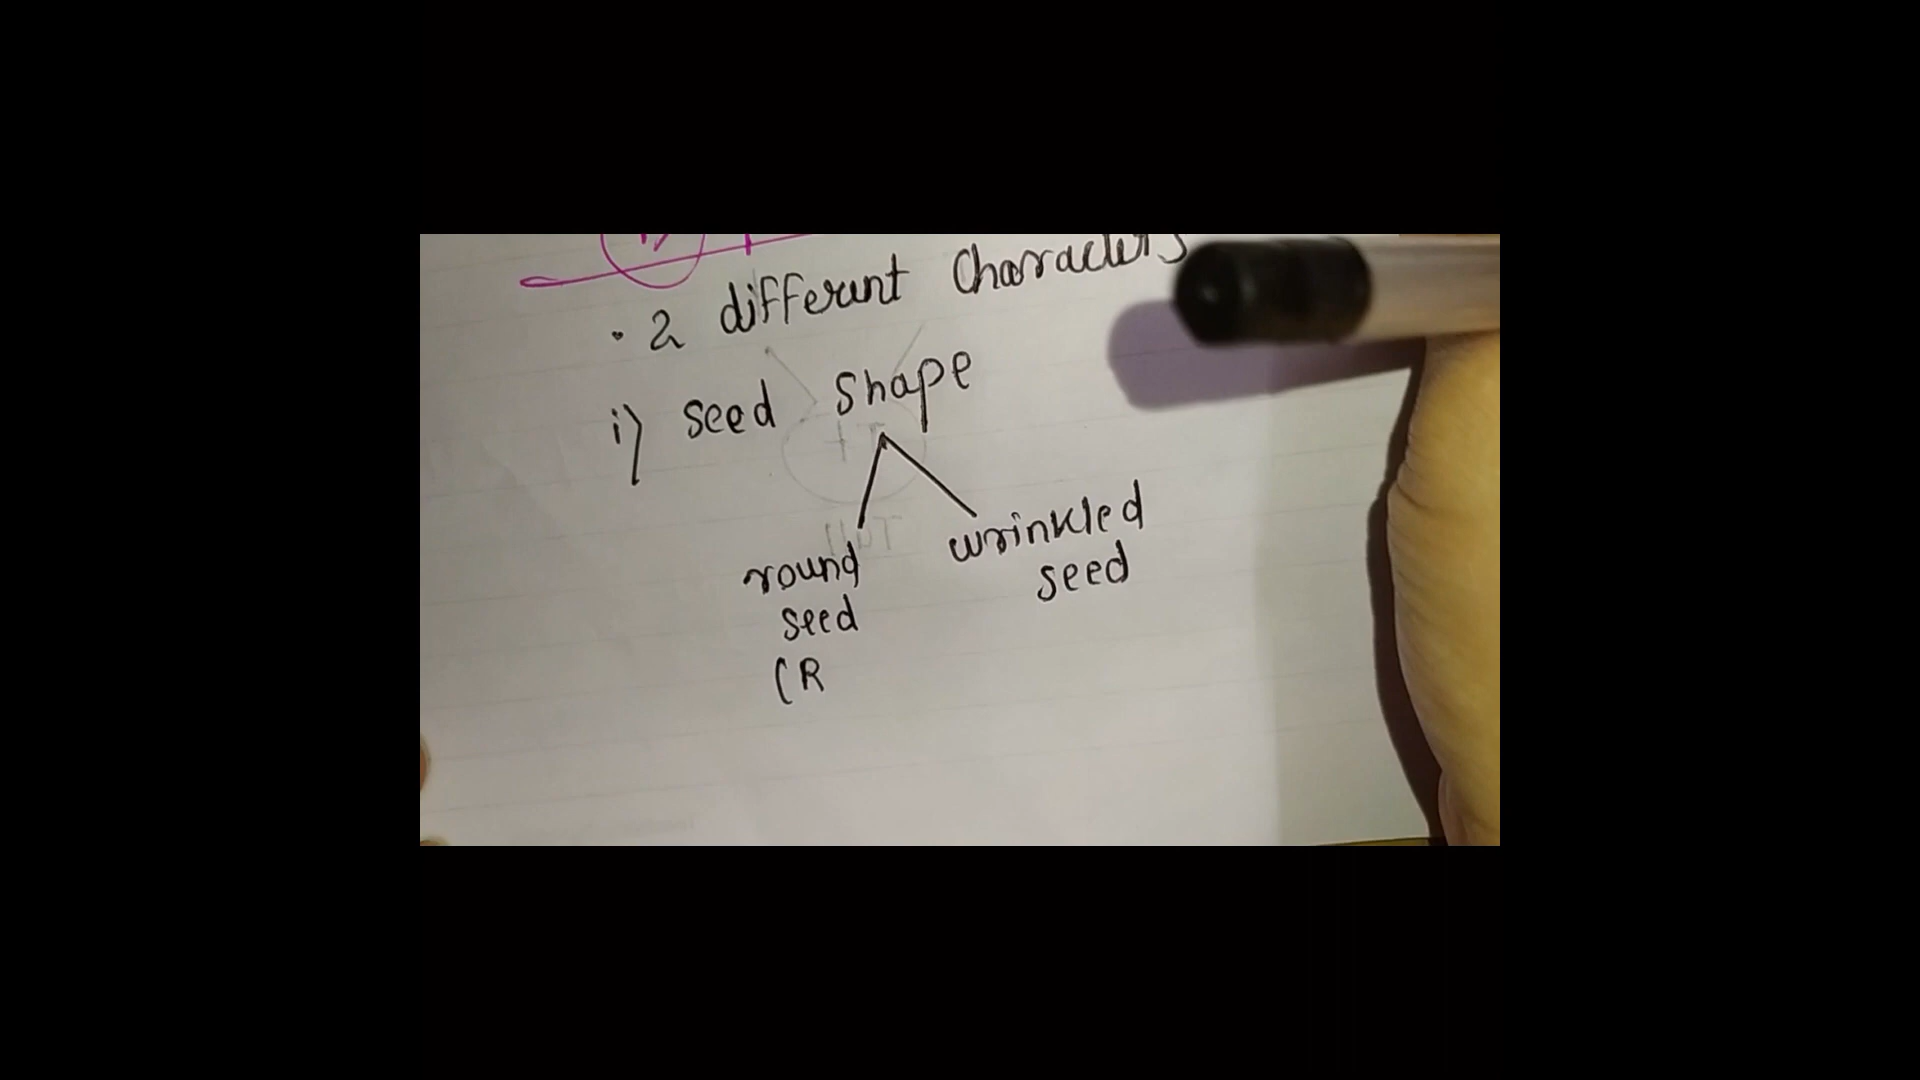 · 2 different Characters
i) seed shape
round wrinkled
seed seed
(R